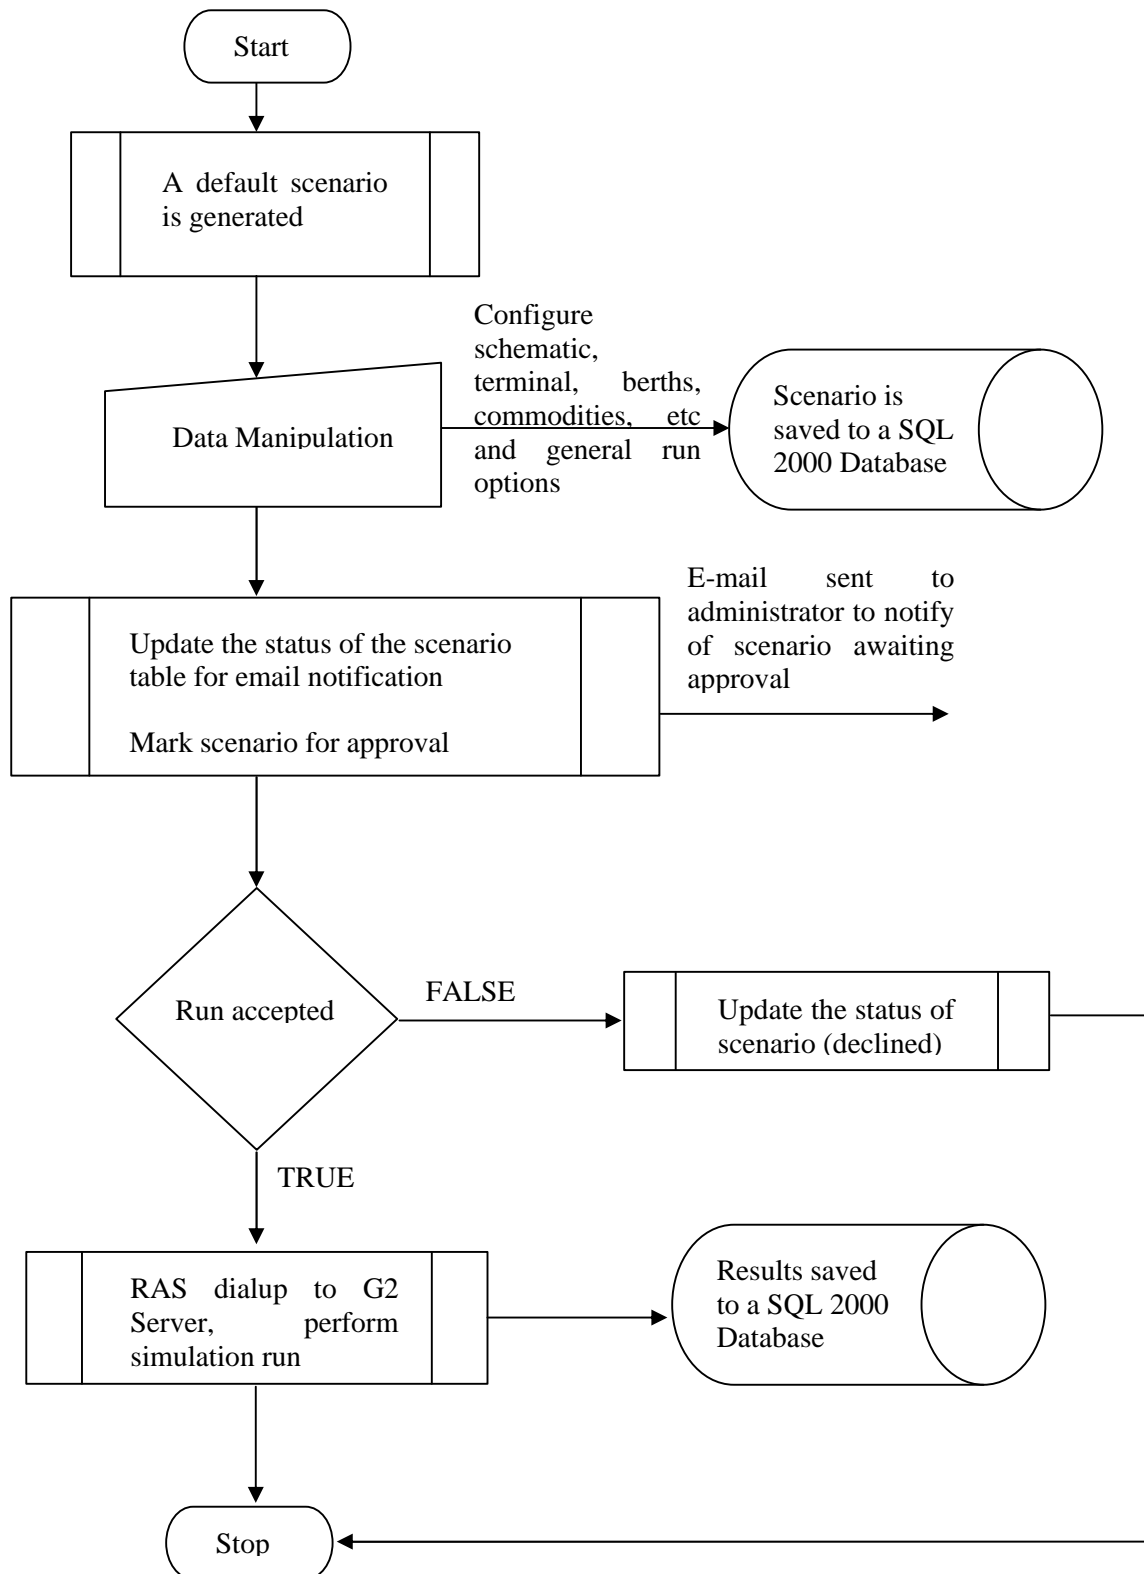 Start
A default scenario
is generated
Configure
schematic,
terminal, berths,
commodities, etc
and general run
options
Data Manipulation
Scenario is
saved to a SQL
2000 Database
E-mail sent to
administrator to notify
of scenario awaiting
approval
Update the status of the scenario
table for email notification
Mark scenario for approval
Run accepted
FALSE
Update the status of
scenario (declined)
TRUE
RAS dialup to G2
Server, perform
simulation run
Results saved
to a SQL 2000
Database
Stop